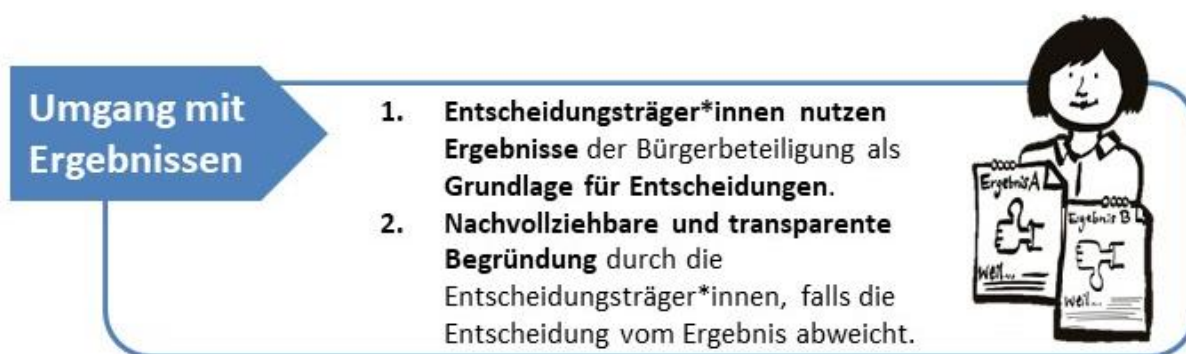 Umgang mit
Ergebnissen
1. Entscheidungsträger*innen nutzen
Ergebnisse der Bürgerbeteiligung als
Grundlage für Entscheidungen.
2. Nachvollziehbare und transparente
Begründung durch die
Entscheidungsträger*innen, falls die
Entscheidung vom Ergebnis abweicht.
Ergebnis A
Weil...
Ergebnis B
Weil...